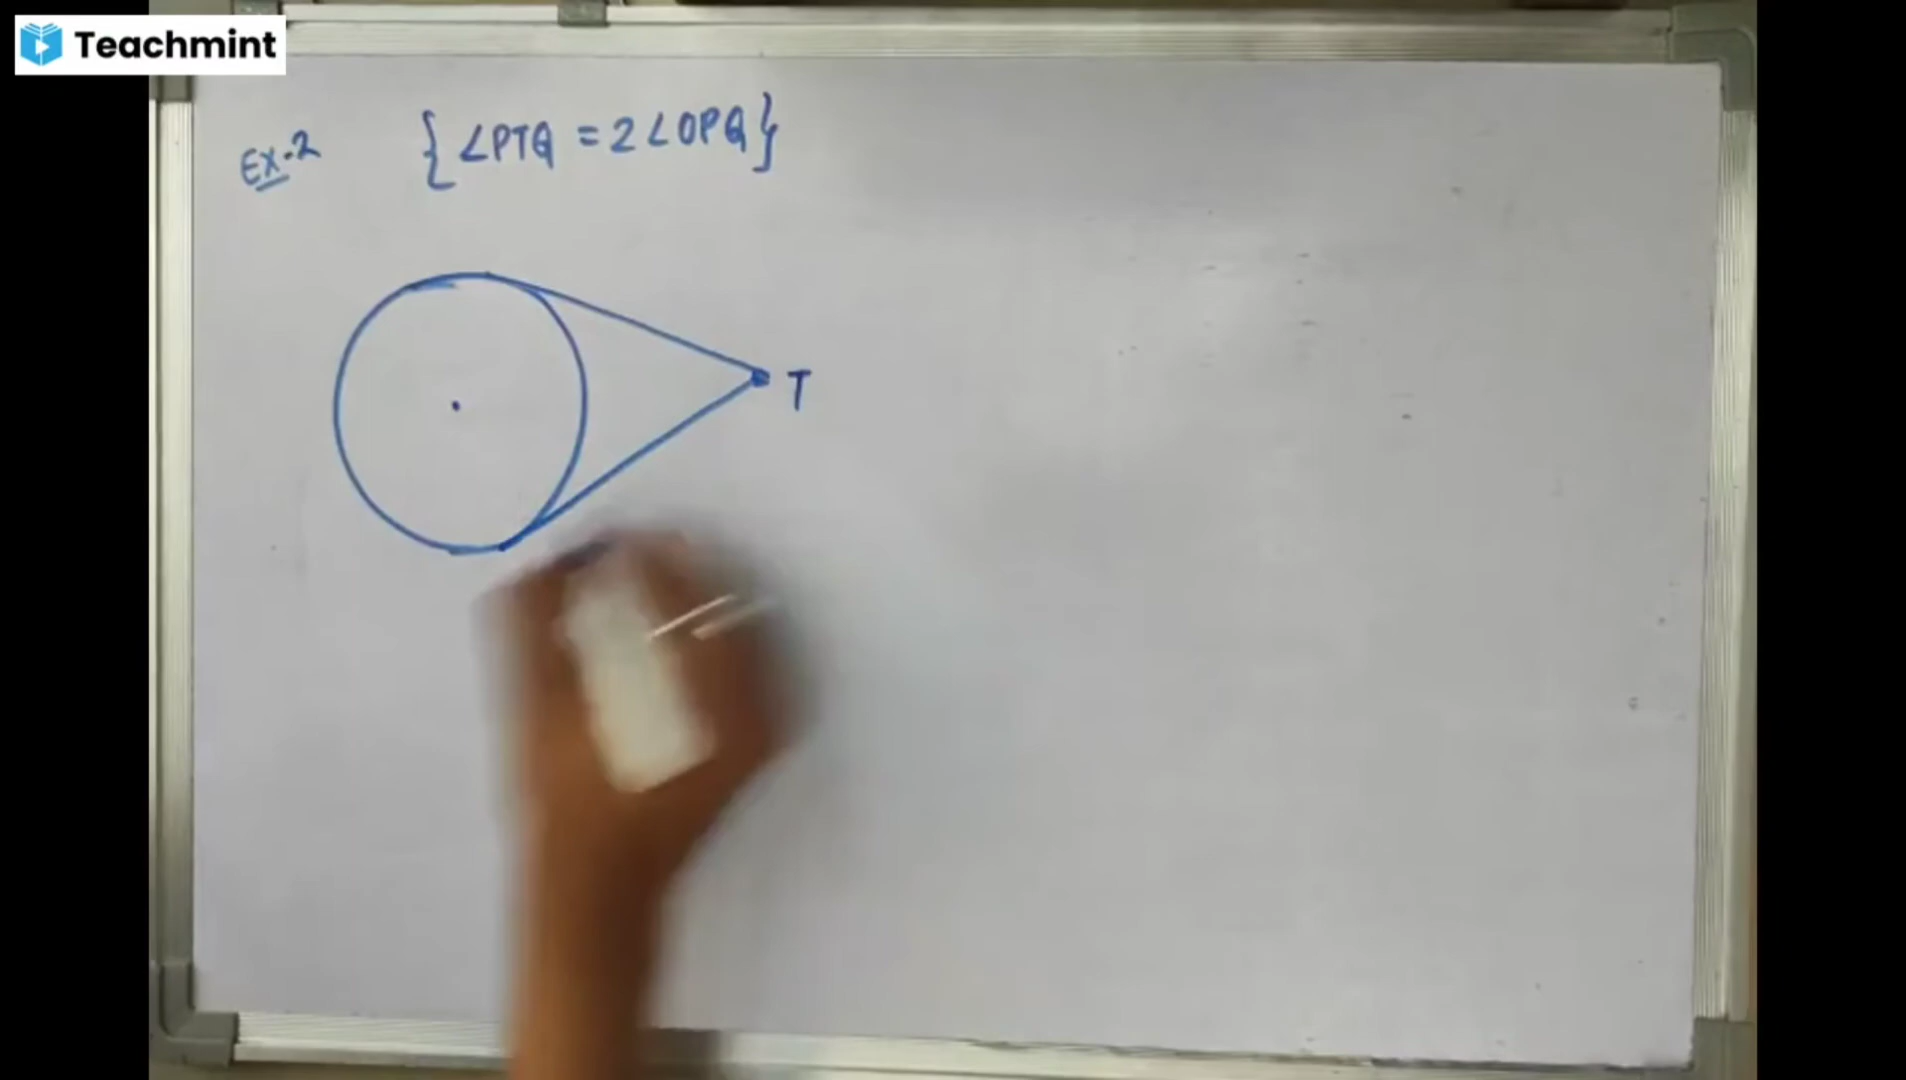 Teachmint
Ex.2 {∠PTQ = 2∠OPQ}
T